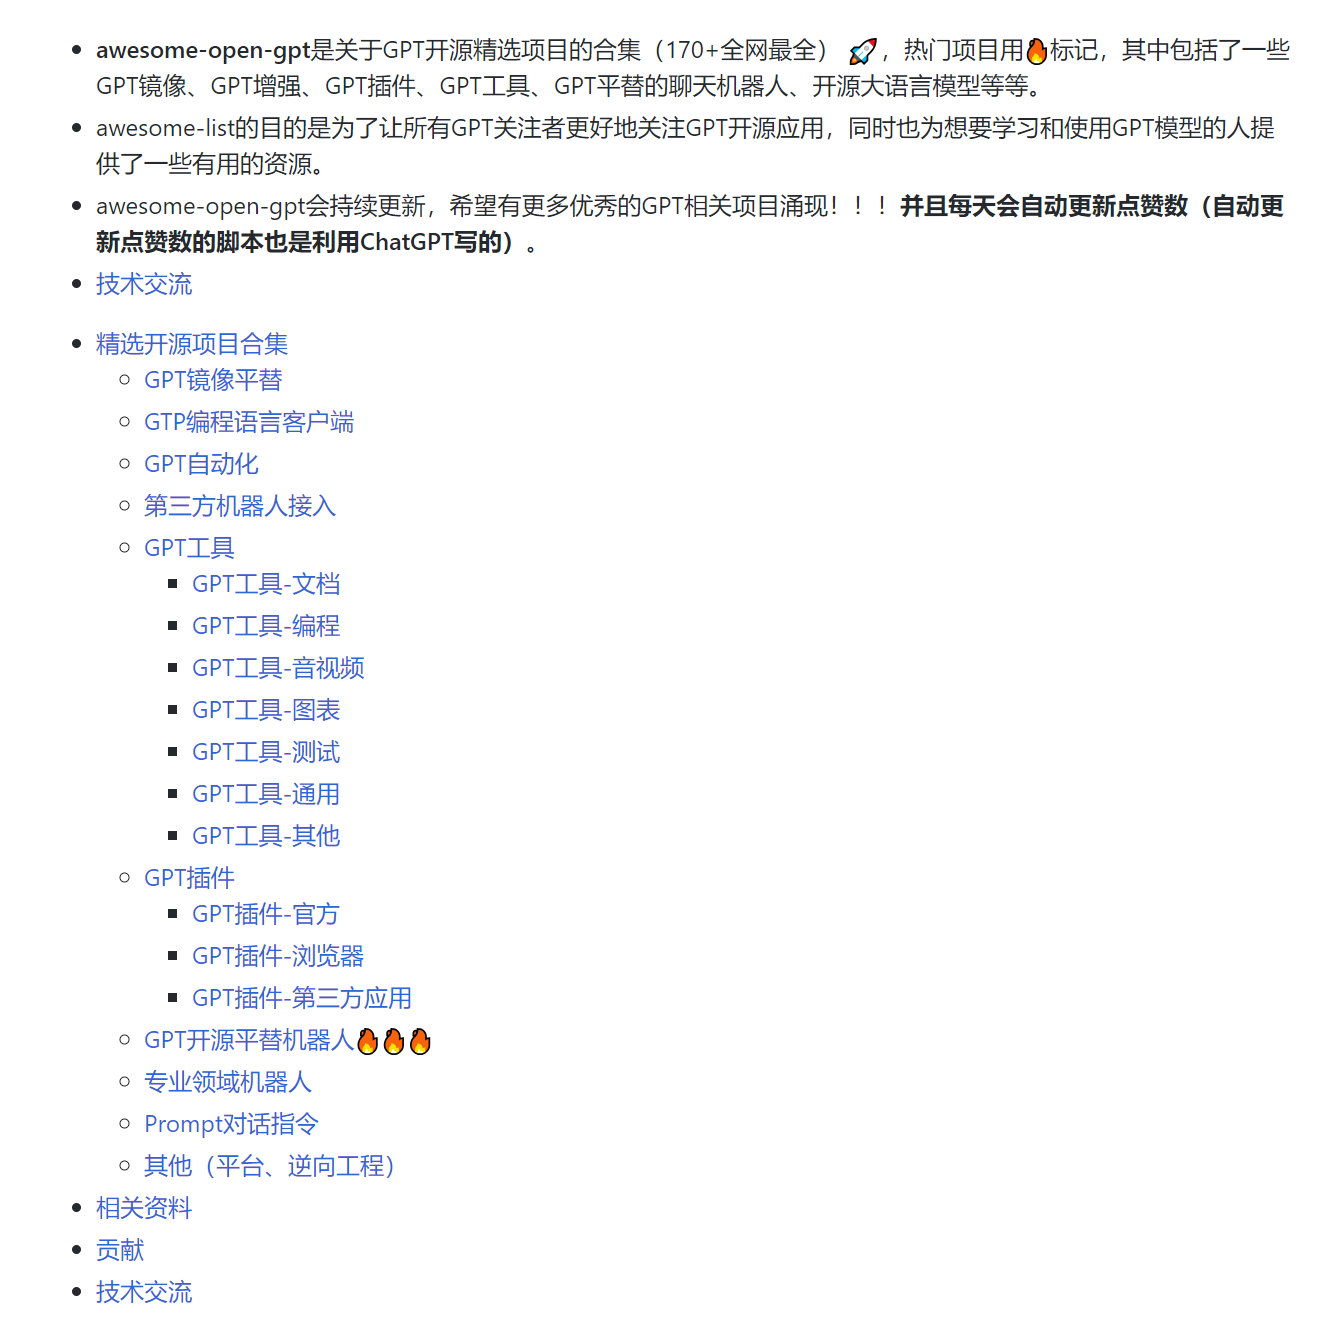 awesome-open-gpt是关于GPT开源精选项目的合集（170+全网最全）🚀，热门项目用🔥标记，其中包括了一些
GPT镜像、GPT增强、GPT插件、GPT工具、GPT平替的聊天机器人、开源大语言模型等等。
awesome-list的目的是为了让所有GPT关注者更好地关注GPT开源应用，同时也为想要学习和使用GPT模型的人提
供了一些有用的资源。
awesome-open-gpt会持续更新，希望有更多优秀的GPT相关项目涌现！！！并且每天会自动更新点赞数（自动更
新点赞数的脚本也是利用ChatGPT写的）。
技术交流
精选开源项目合集
GPT镜像平替
GTP编程语言客户端
GPT自动化
第三方机器人接入
GPT工具
GPT工具-文档
GPT工具-编程
GPT工具-音视频
GPT工具-图表
GPT工具-测试
GPT工具-通用
GPT工具-其他
GPT插件
GPT插件-官方
GPT插件-浏览器
GPT插件-第三方应用
GPT开源平替机器人🔥🔥🔥
专业领域机器人
Prompt对话指令
其他（平台、逆向工程）
相关资料
贡献
技术交流